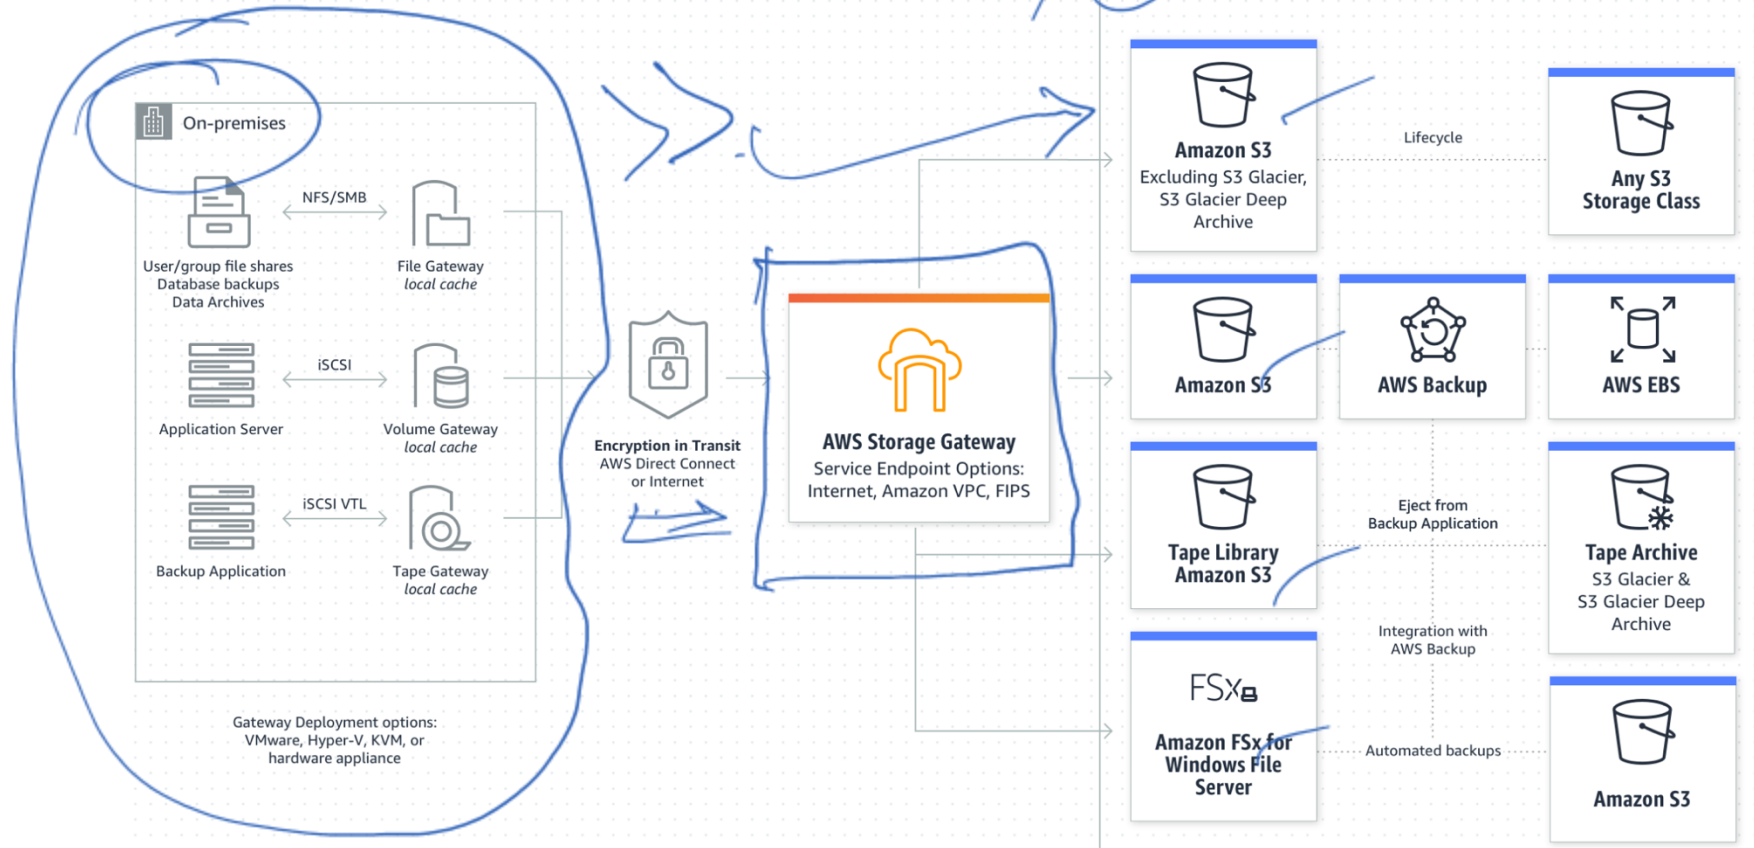 On-premises
NFS/SMB
User/group file shares
Database backups
Data Archives
File Gateway
local cache
iSCSI
Application Server
Volume Gateway
local cache
iSCSI VTL
Backup Application
Tape Gateway
local cache
Gateway Deployment options:
VMware, Hyper-V, KVM, or
hardware appliance
Encryption in Transit
AWS Direct Connect
or Internet
AWS Storage Gateway
Service Endpoint Options:
Internet, Amazon VPC, FIPS
Amazon S3
Excluding S3 Glacier,
S3 Glacier Deep
Archive
Lifecycle
Any S3
Storage Class
Amazon S3
AWS Backup
AWS EBS
Tape Library
Amazon S3
Eject from
Backup Application
Tape Archive
S3 Glacier &
S3 Glacier Deep
Archive
Integration with
AWS Backup
FSx
Amazon FSx for
Windows File
Server
Automated backups
Amazon S3